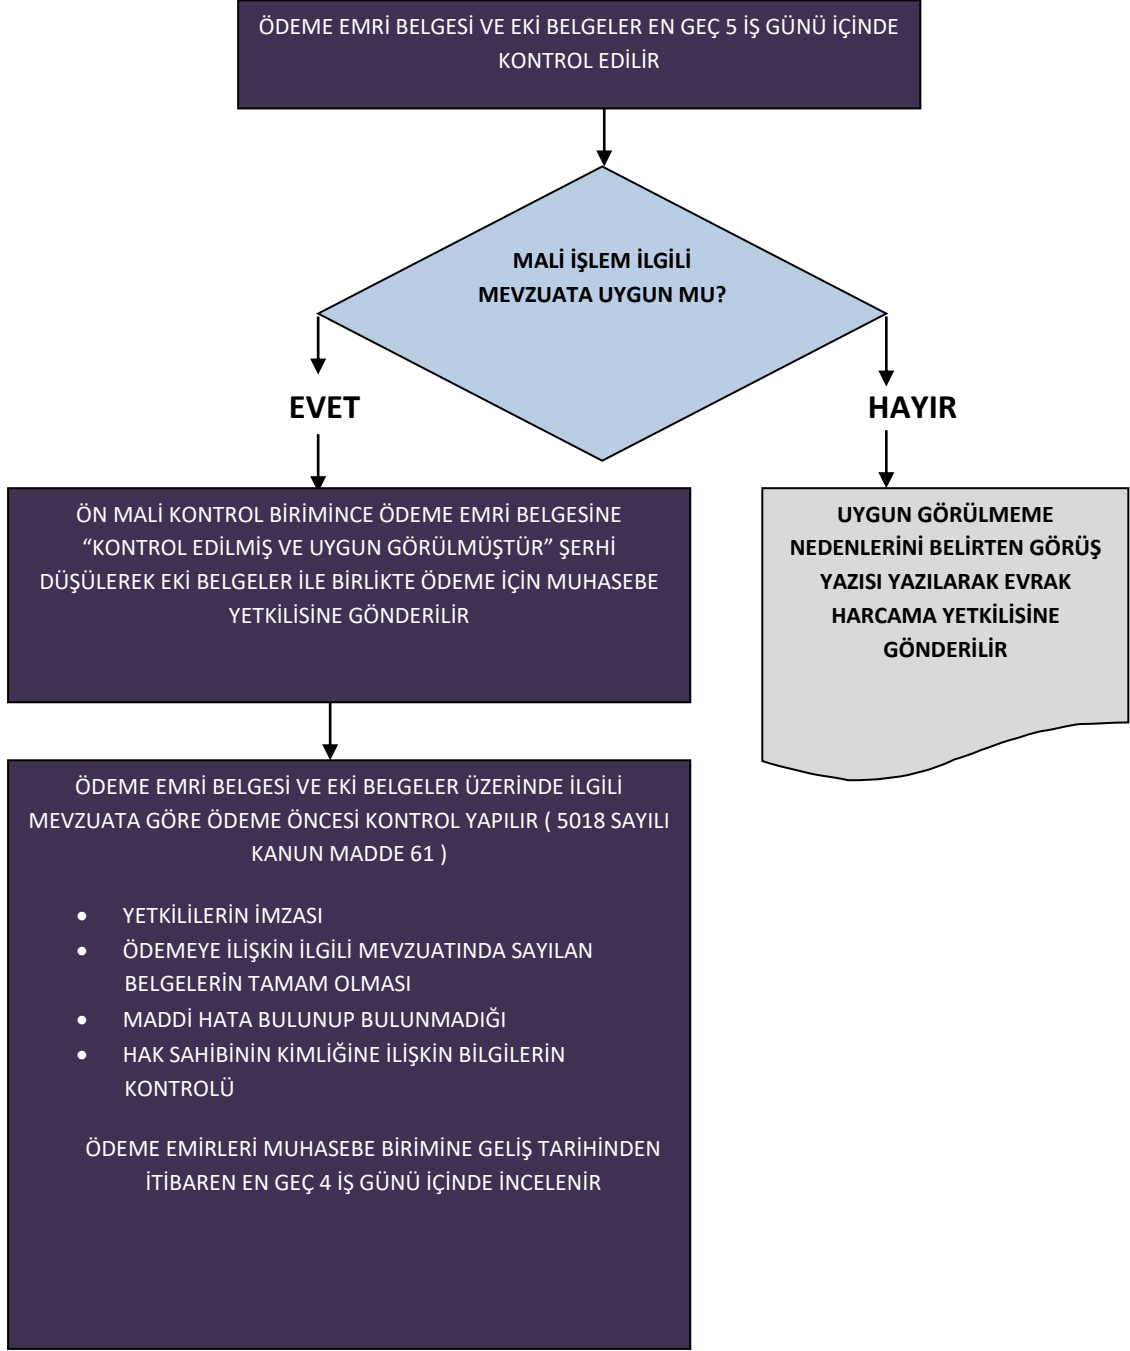 ÖDEME EMRİ BELGESİ VE EKİ BELGELER EN GEÇ 5 İŞ GÜNÜ İÇİNDE
KONTROL EDİLİR
MALİ İŞLEM İLGİLİ
MEVZUATA UYGUN MU?
EVET
HAYIR
ÖN MALİ KONTROL BİRİMİNCE ÖDEME EMRİ BELGESİNE
“KONTROL EDİLMİŞ VE UYGUN GÖRÜLMÜŞTÜR” ŞERHİ
DÜŞÜLEREK EKİ BELGELER İLE BİRLİKTE ÖDEME İÇİN MUHASEBE
YETKİLİSİNE GÖNDERİLİR
UYGUN GÖRÜLMEME
NEDENLERİNİ BELİRTEN GÖRÜŞ
YAZISI YAZILARAK EVRAK
HARCAMA YETKİLİSİNE
GÖNDERİLİR
ÖDEME EMRİ BELGESİ VE EKİ BELGELER ÜZERİNDE İLGİLİ
MEVZUATA GÖRE ÖDEME ÖNCESİ KONTROL YAPILIR ( 5018 SAYILI
KANUN MADDE 61 )
• YETKİLİLERİN İMZASI
• ÖDEMEYE İLİŞKİN İLGİLİ MEVZUATINDA SAYILAN
BELGELERİN TAMAM OLMASI
• MADDİ HATA BULUNUP BULUNMADIĞI
• HAK SAHİBİNİN KİMLİĞİNE İLİŞKİN BİLGİLERİN
KONTROLÜ
ÖDEME EMİRLERİ MUHASEBE BİRİMİNE GELİŞ TARİHİNDEN
İTİBAREN EN GEÇ 4 İŞ GÜNÜ İÇİNDE İNCELENİR